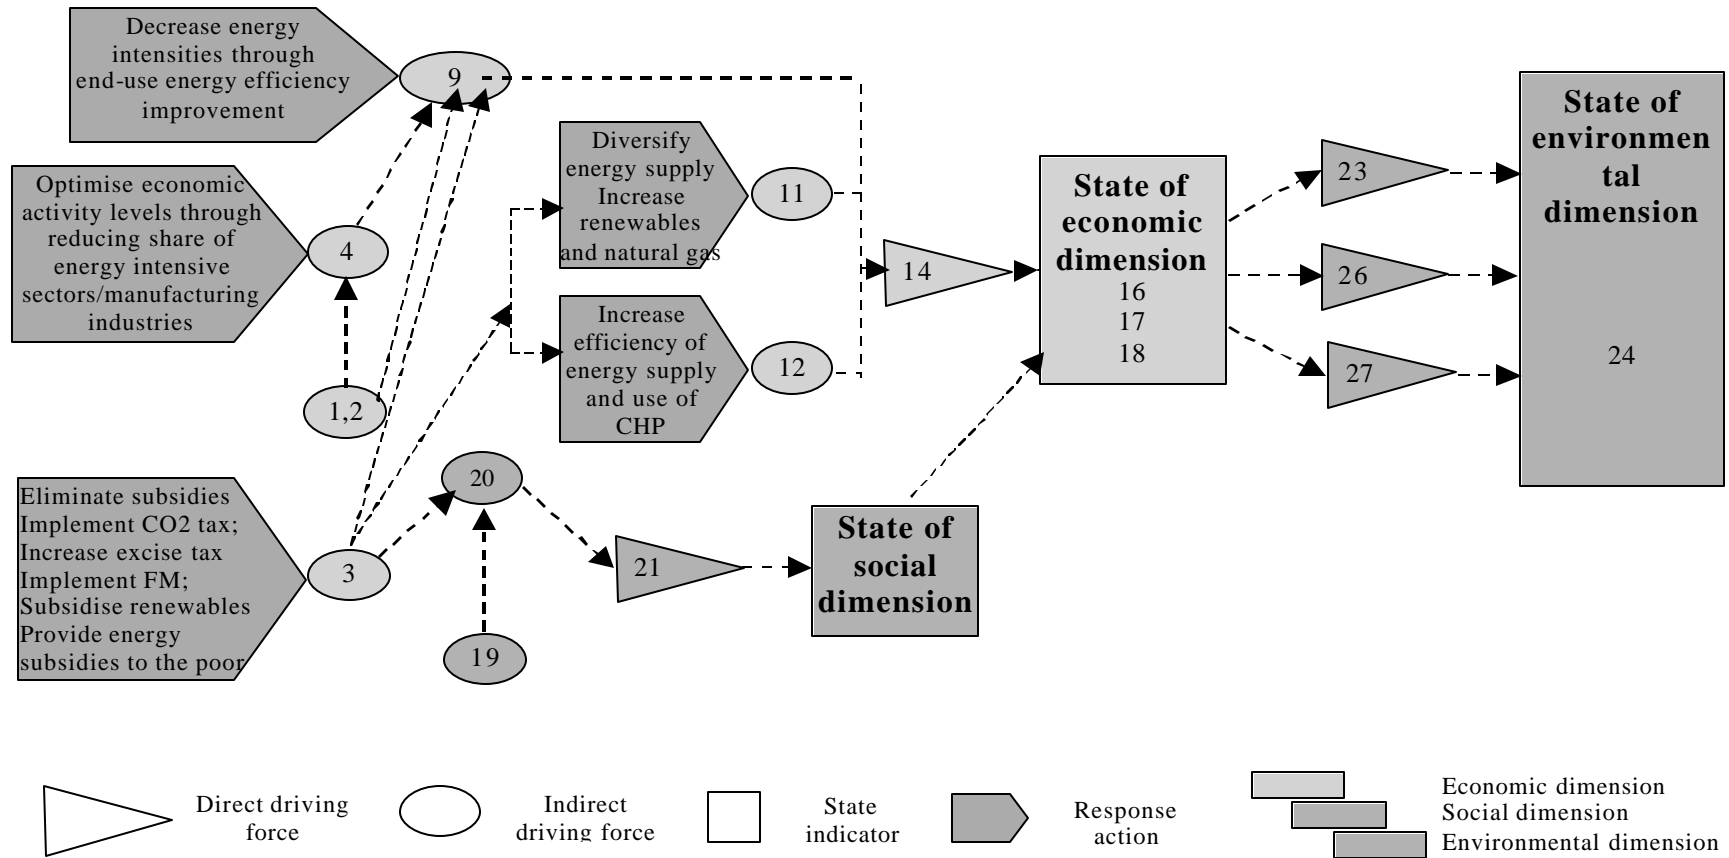 Decrease energy
intensities through
end-use energy efficiency
improvement
9
Optimise economic
activity levels through
reducing share of
energy intensive
sectors/manufacturing
industries
4
1,2
Diversify
energy supply
Increase
renewables
and natural gas
11
Increase
efficiency of
energy supply
and use of
CHP
12
14
State of
economic
dimension
16
17
18
23
26
27
State of
environmen
tal
dimension
24
Eliminate subsidies
Implement CO2 tax;
Increase excise tax
Implement FM;
Subsidise renewables
Provide energy
subsidies to the poor
3
20
19
21
State of
social
dimension
Direct driving
force
Indirect
driving force
State
indicator
Response
action
Economic dimension
Social dimension
Environmental dimension